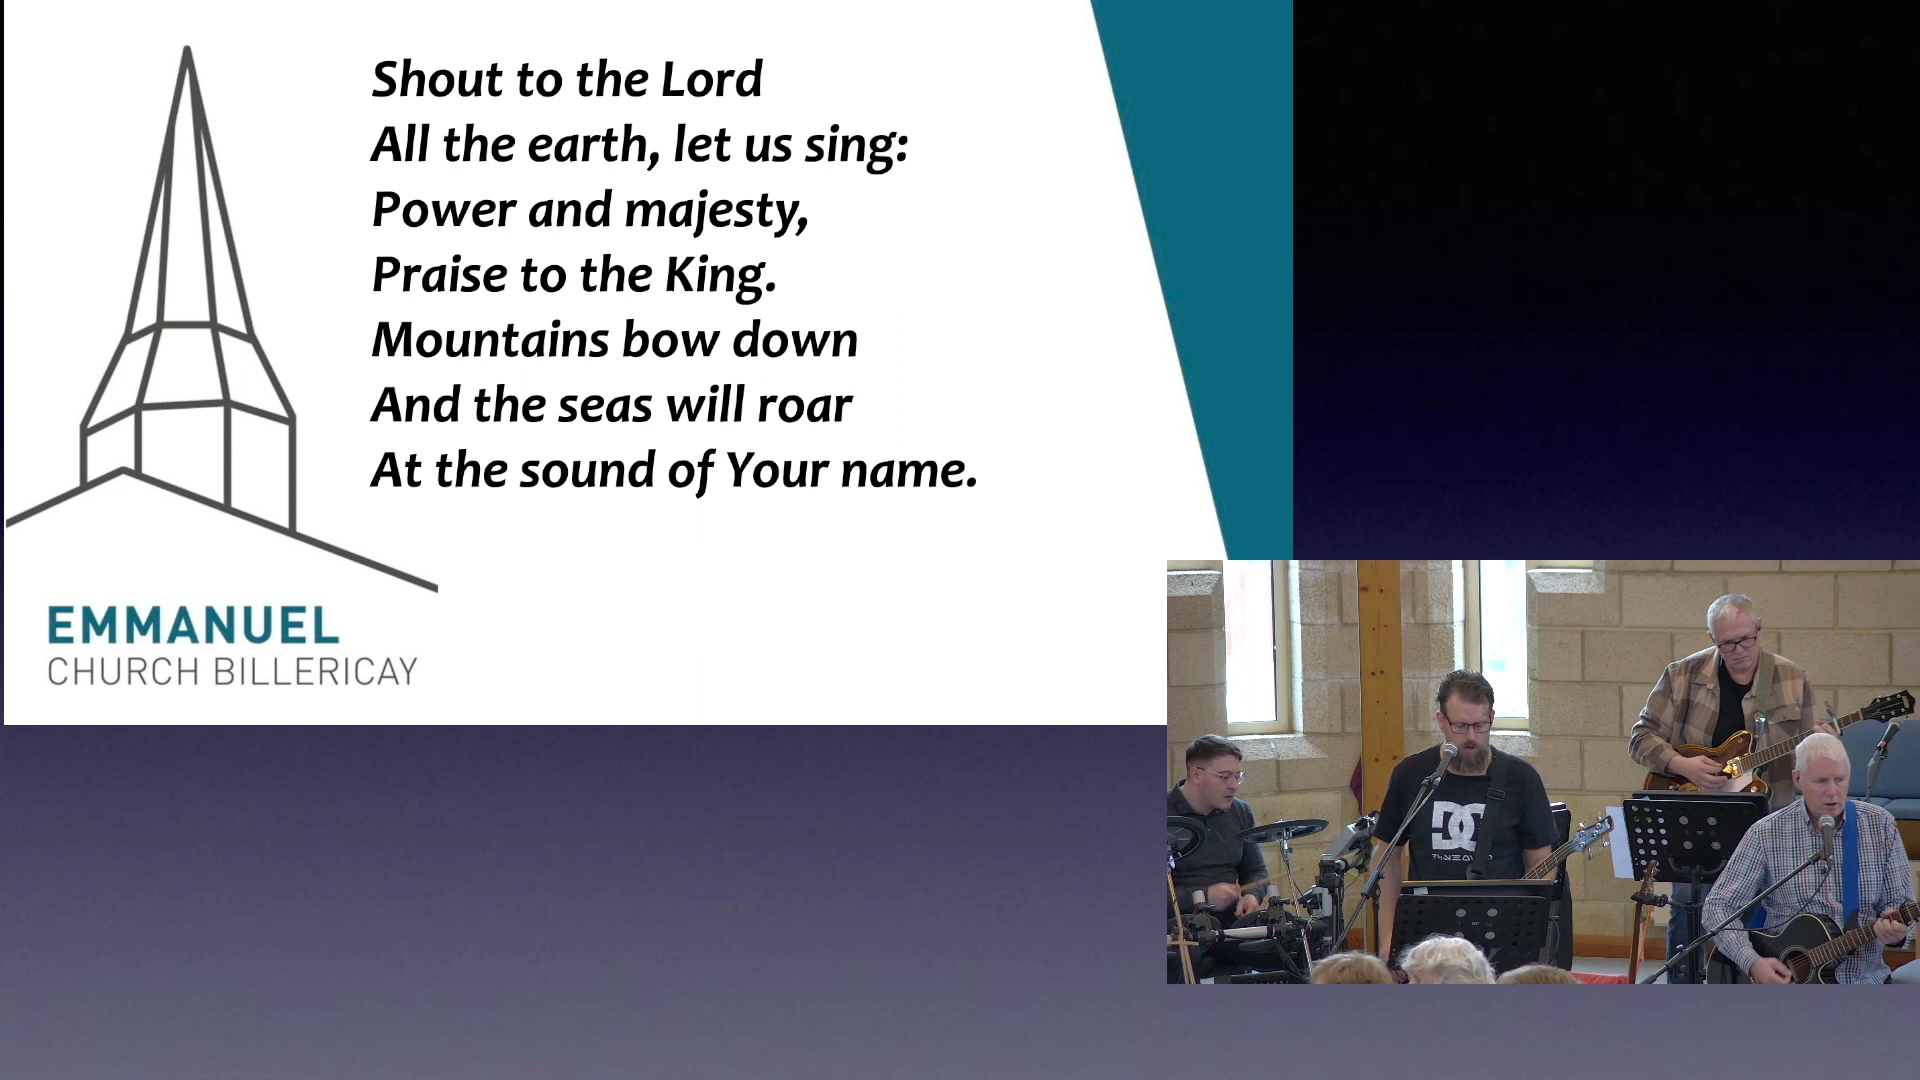 Shout to the Lord
All the earth, let us sing:
Power and majesty,
Praise to the King.
Mountains bow down
And the seas will roar
At the sound of Your name.
EMMANUEL
CHURCH BILLERICAY
DC